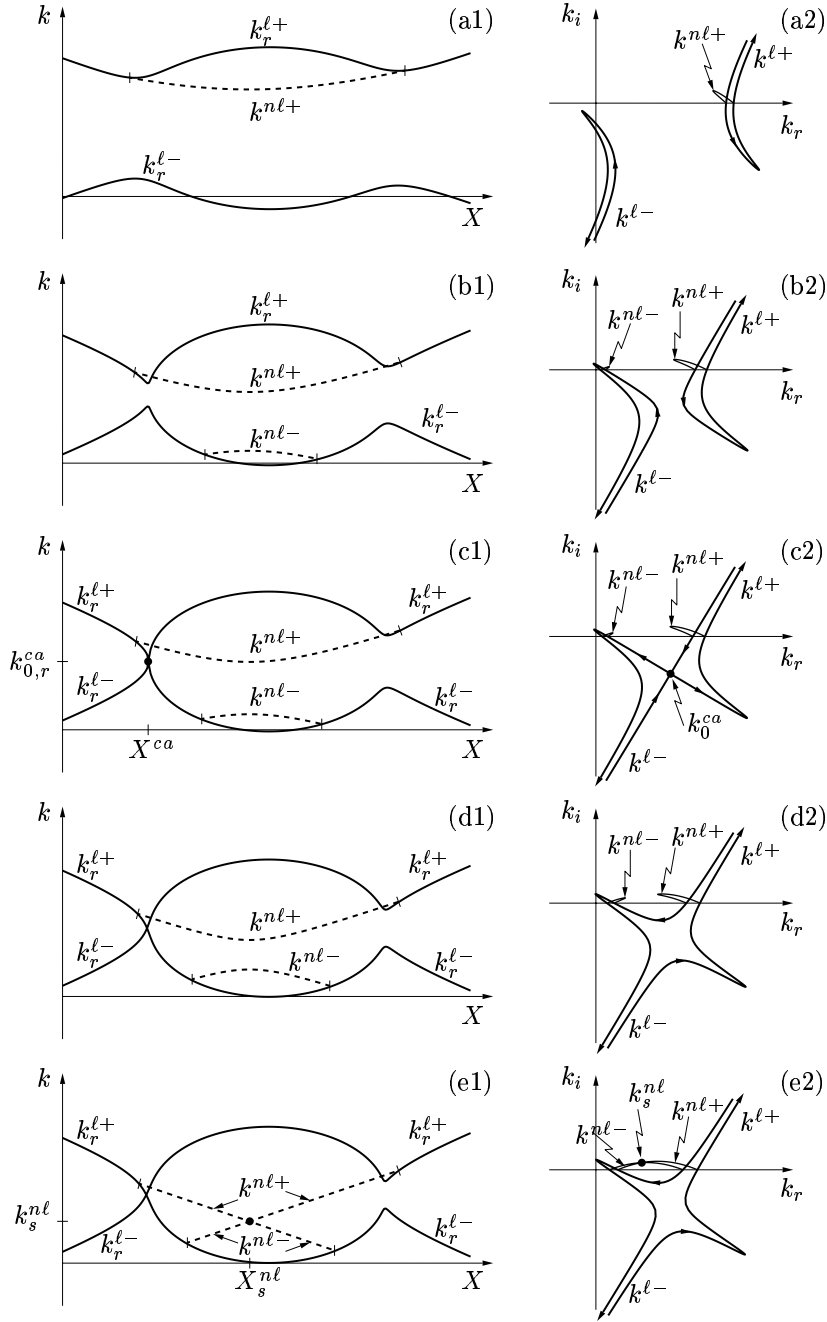 k
k_r^{ℓ+}
(a1)
k^{nℓ+}
k_r^{ℓ−}
X
k_i
(a2)
k^{nℓ+}
k^{ℓ+}
k_r
k^{ℓ−}
k
k_r^{ℓ+}
(b1)
k^{nℓ+}
k^{nℓ−}
k_r^{ℓ−}
X
k_i
(b2)
k^{nℓ−}
k^{nℓ+}
k^{ℓ+}
k_r
k^{ℓ−}
k
(c1)
k_r^{ℓ+}
k_r^{ℓ+}
k^{nℓ+}
k_{0,r}^{ca}
k_r^{ℓ−}
k^{nℓ−}
k_r^{ℓ−}
X^{ca}
X
k_i
(c2)
k^{nℓ−}
k^{nℓ+}
k^{ℓ+}
k_r
k_0^{ca}
k^{ℓ−}
k
(d1)
k_r^{ℓ+}
k_r^{ℓ+}
k^{nℓ+}
k_r^{ℓ−}
k^{nℓ−}
k_r^{ℓ−}
X
k_i
(d2)
k^{nℓ−}
k^{nℓ+}
k^{ℓ+}
k_r
k^{ℓ−}
k
(e1)
k_r^{ℓ+}
k_r^{ℓ+}
k^{nℓ+}
k_s^{nℓ}
k_r^{ℓ−}
k^{nℓ−}
k_r^{ℓ−}
X_s^{nℓ}
X
k_i
(e2)
k_s^{nℓ}
k^{nℓ−}
k^{nℓ+}
k^{ℓ+}
k_r
k^{ℓ−}